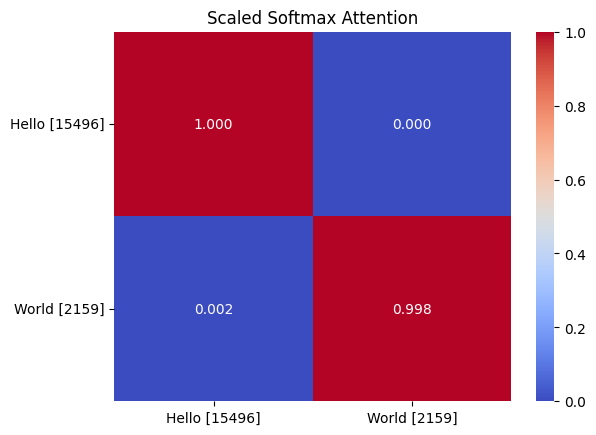 Scaled Softmax Attention
1.0
Hello [15496] 1.000 0.000
0.8
0.6
0.4
World [2159] 0.002 0.998
0.2
0.0
Hello [15496] World [2159]